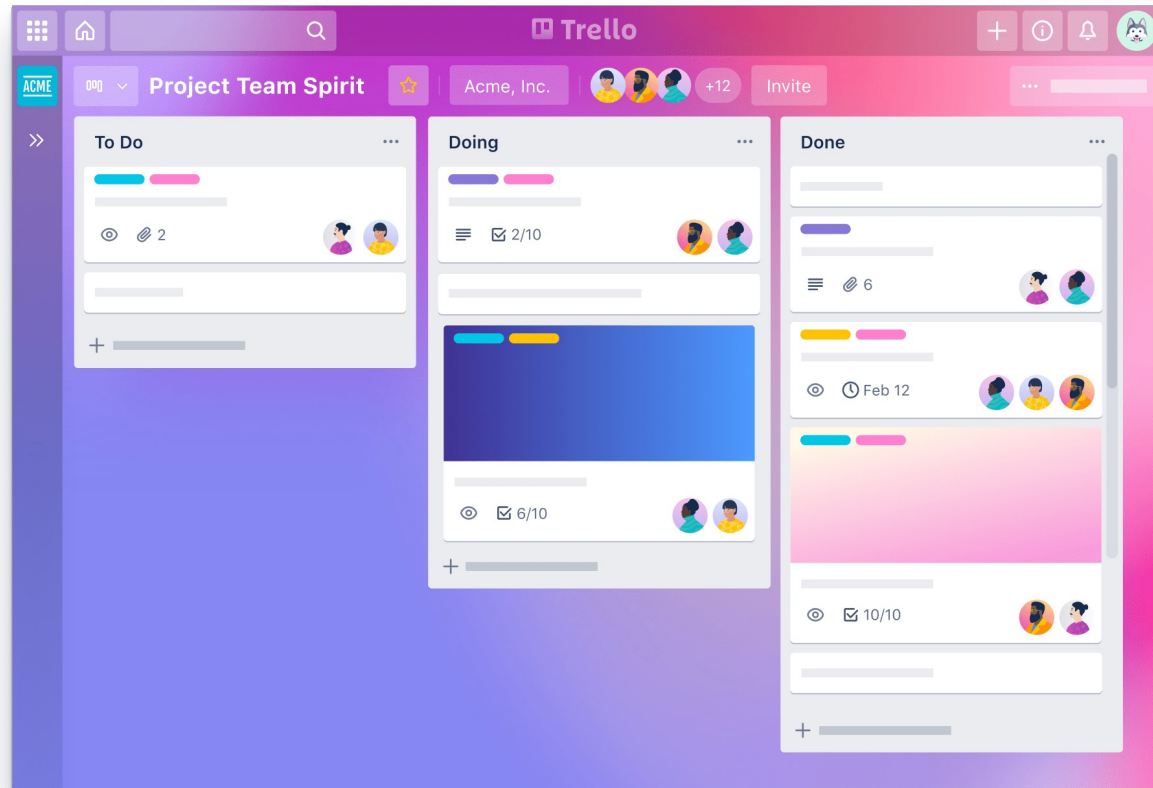 Trello
ACME
Project Team Spirit
Acme, Inc.
+12
Invite
To Do
2
Doing
2/10
6/10
Done
6
Feb 12
10/10